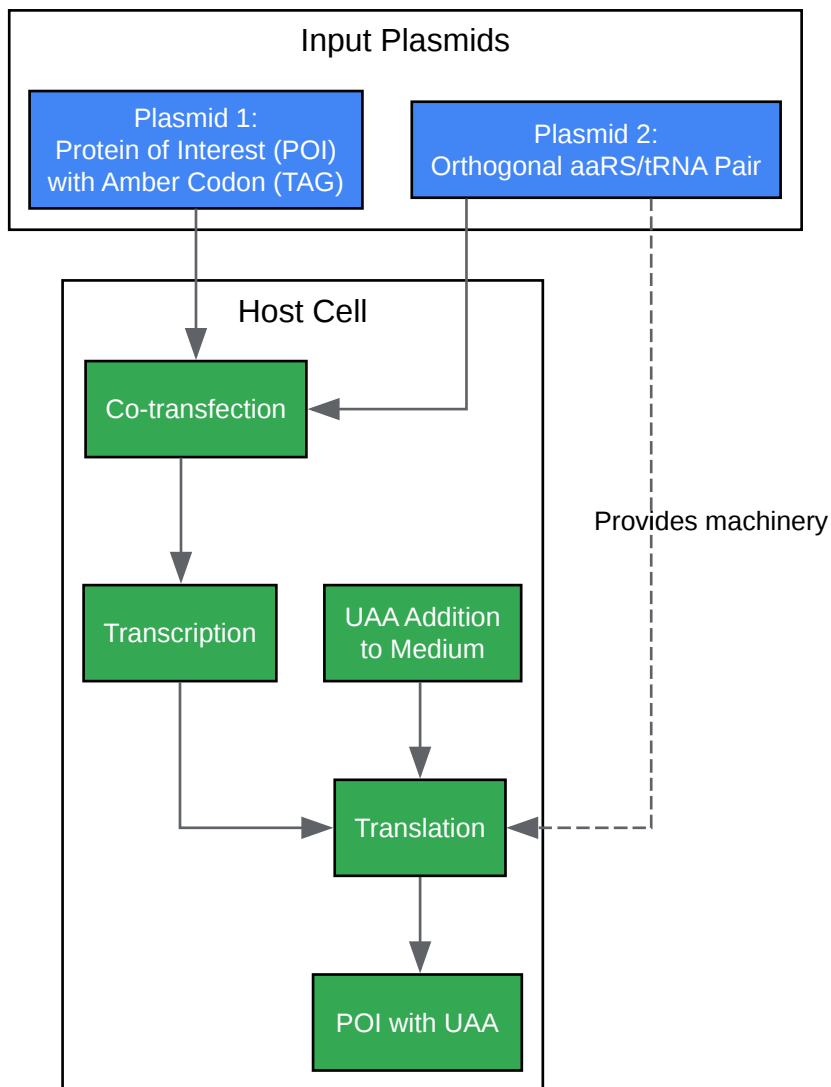 Input Plasmids
Plasmid 1:
Protein of Interest (POI)
with Amber Codon (TAG)
Plasmid 2:
Orthogonal aaRS/tRNA Pair
Host Cell
Co-transfection
Provides machinery
Transcription
UAA Addition
to Medium
Translation
POI with UAA